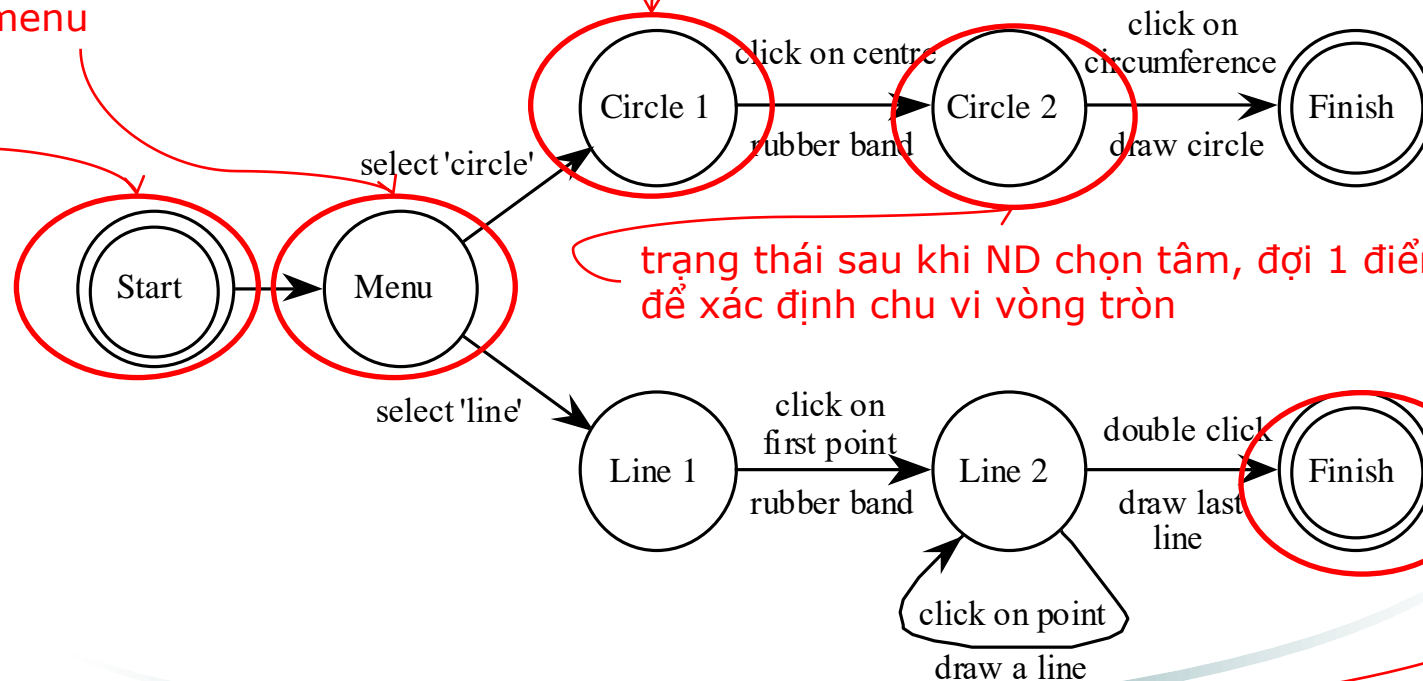 menu
click on
circumference
click on centre
Circle 1
Circle 2
Finish
rubber band
draw circle
select 'circle'
trạng thái sau khi ND chọn tâm, đợi 1
để xác định chu vi vòng tròn
Start
Menu
select 'line'
click on
first point
double click
Line 1
Line 2
Finish
rubber band
draw last
line
click on point
draw a line